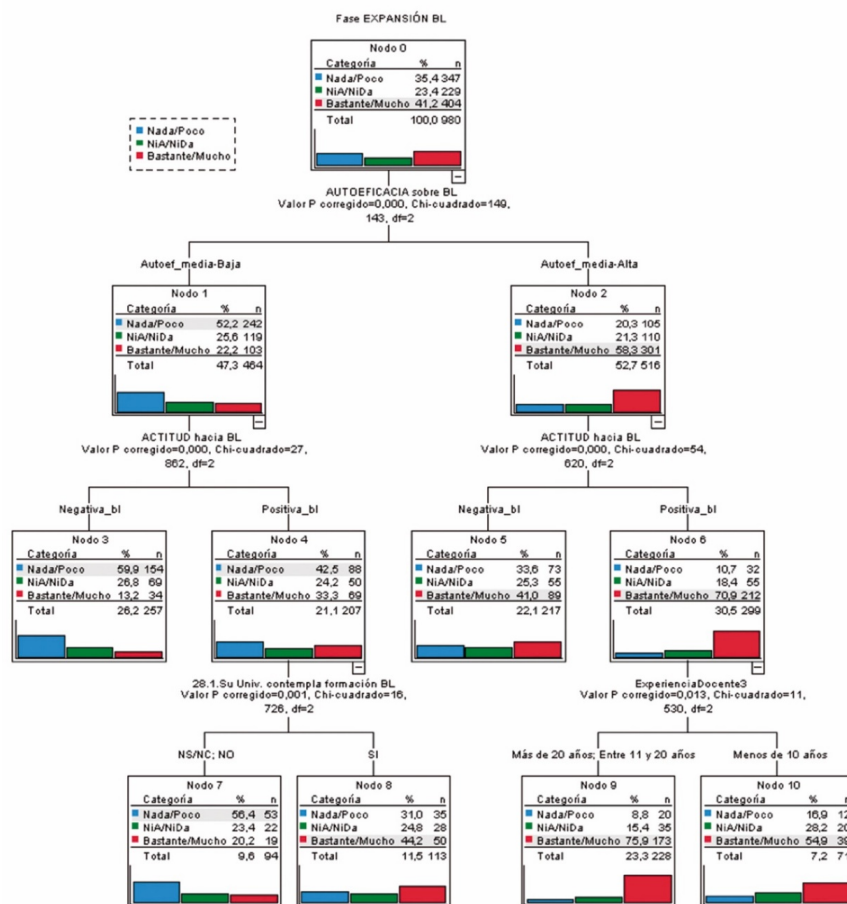 Fase EXPANSIÓN BL
Nodo 0
Categoría % n
Nada/Poco 35,4 347
NiA/NiDa 23,4 229
Bastante/Mucho 41,2 404
Total 100,0 980
Nada/Poco
NiA/NiDa
Bastante/Mucho
AUTOEFICACIA sobre BL
Valor P corregido=0,000, Chi-cuadrado=149,
143, df=2
Autoef_media-Baja
Autoef_media-Alta
Nodo 1
Categoría % n
Nada/Poco 52,2 242
NiA/NiDa 25,6 119
Bastante/Mucho 22,2 103
Total 47,3 464
Nodo 2
Categoría % n
Nada/Poco 20,3 105
NiA/NiDa 21,3 110
Bastante/Mucho 58,3 301
Total 52,7 516
ACTITUD hacia BL
Valor P corregido=0,000, Chi-cuadrado=27,
862, df=2
ACTITUD hacia BL
Valor P corregido=0,000, Chi-cuadrado=54,
620, df=2
Negativa_bl
Positiva_bl
Negativa_bl
Positiva_bl
Nodo 3
Categoría % n
Nada/Poco 59,9 154
NiA/NiDa 26,8 69
Bastante/Mucho 13,2 34
Total 26,2 257
Nodo 4
Categoría % n
Nada/Poco 42,5 88
NiA/NiDa 24,2 50
Bastante/Mucho 33,3 69
Total 21,1 207
Nodo 5
Categoría % n
Nada/Poco 33,6 73
NiA/NiDa 25,3 55
Bastante/Mucho 41,0 89
Total 22,1 217
Nodo 6
Categoría % n
Nada/Poco 10,7 32
NiA/NiDa 18,4 55
Bastante/Mucho 70,9 212
Total 30,5 299
28.1.Su Univ. contempla formación BL
Valor P corregido=0,001, Chi-cuadrado=16,
726, df=2
ExperienciaDocente3
Valor P corregido=0,013, Chi-cuadrado=11,
530, df=2
NS/NC; NO
SI
Más de 20 años; Entre 11 y 20 años
Menos de 10 años
Nodo 7
Categoría % n
Nada/Poco 56,4 53
NiA/NiDa 23,4 22
Bastante/Mucho 20,2 19
Total 9,6 94
Nodo 8
Categoría % n
Nada/Poco 31,0 35
NiA/NiDa 24,8 28
Bastante/Mucho 44,2 50
Total 11,5 113
Nodo 9
Categoría % n
Nada/Poco 8,8 20
NiA/NiDa 15,4 35
Bastante/Mucho 75,9 173
Total 23,3 228
Nodo 10
Categoría % n
Nada/Poco 16,9 12
NiA/NiDa 28,2 20
Bastante/Mucho 54,9 39
Total 7,2 71